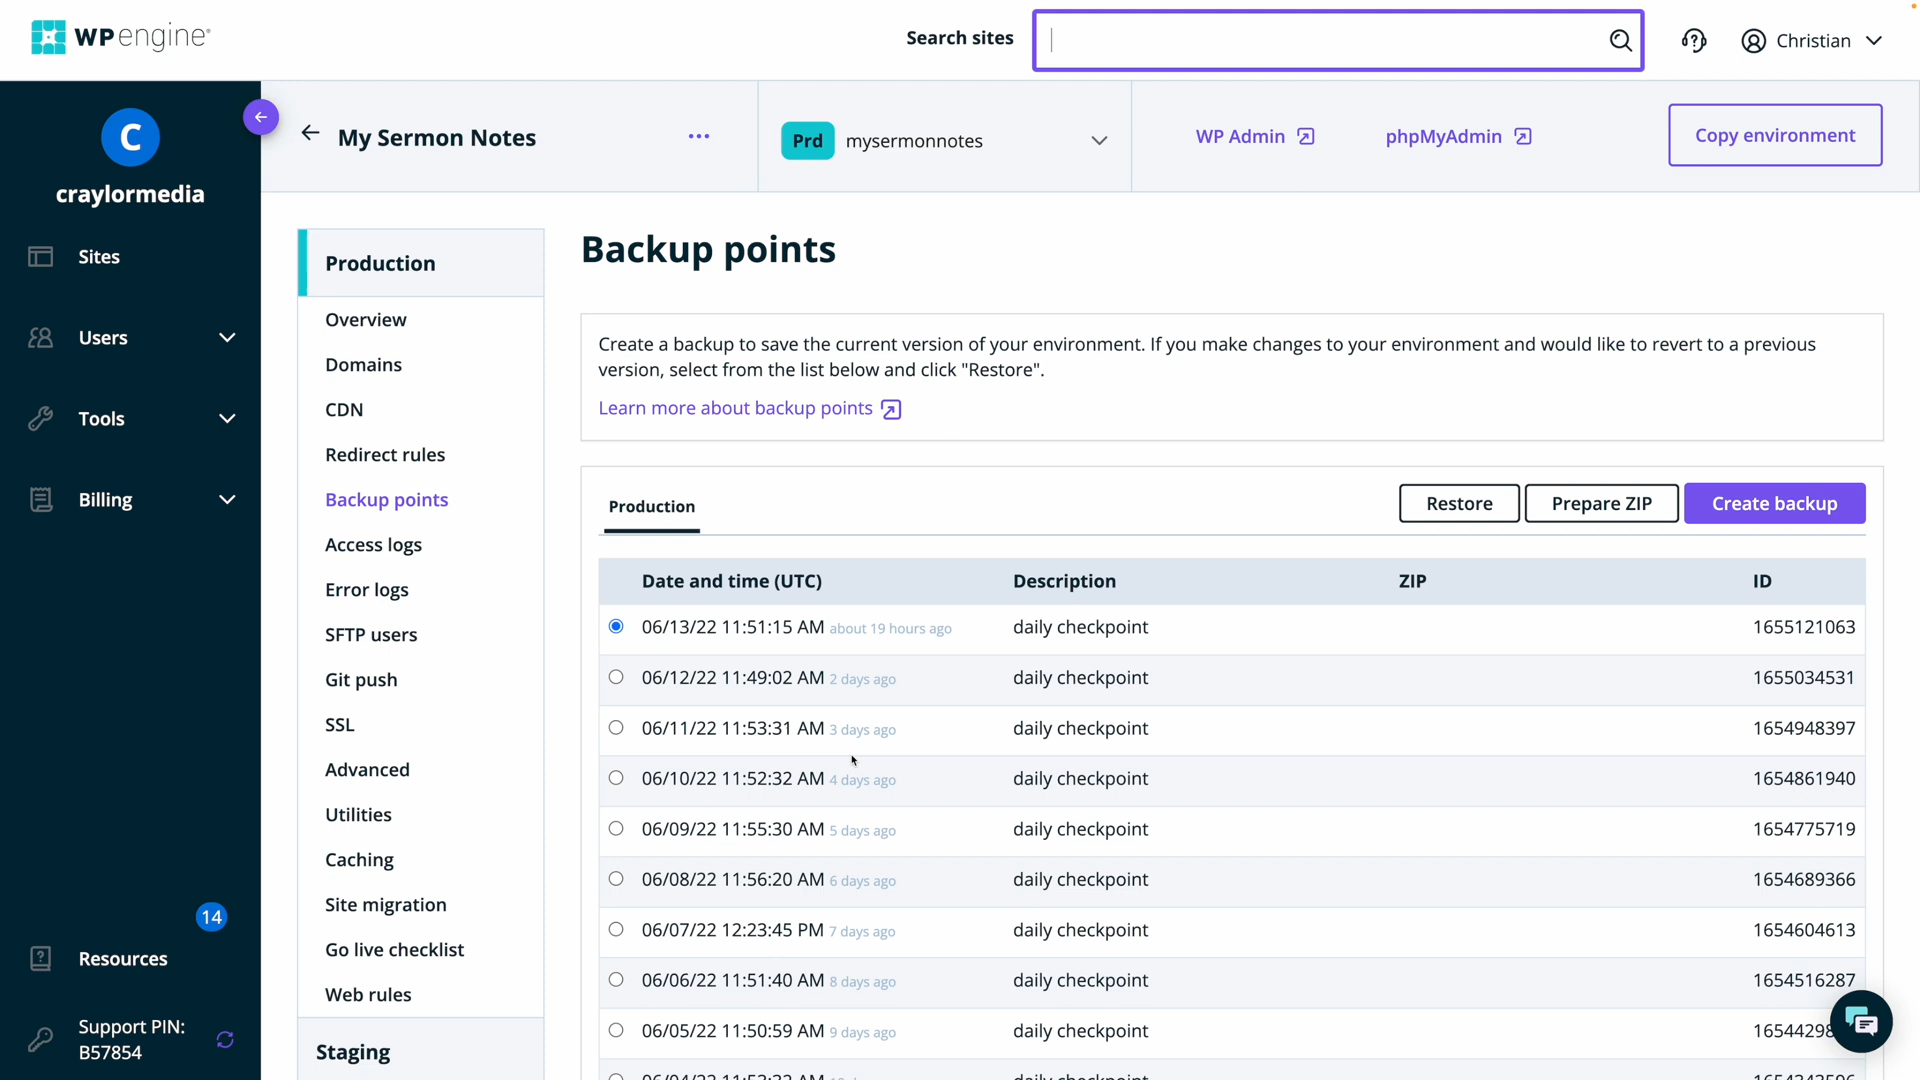 WPengine®
Search sites
Christian
C
craylormedia
Sites
Users
Tools
Billing
14
Resources
Support PIN:
B57854
My Sermon Notes
Prd mysermonnotes
WP Admin
phpMyAdmin
Copy environment
Production
Overview
Domains
CDN
Redirect rules
Backup points
Access logs
Error logs
SFTP users
Git push
SSL
Advanced
Utilities
Caching
Site migration
Go live checklist
Web rules
Staging
Backup points
Create a backup to save the current version of your environment. If you make changes to your environment and would like to revert to a previous
version, select from the list below and click "Restore".
Learn more about backup points
Production
Restore
Prepare ZIP
Create backup
Date and time (UTC) Description ZIP ID
06/13/22 11:51:15 AM about 19 hours ago daily checkpoint 1655121063
06/12/22 11:49:02 AM 2 days ago daily checkpoint 1655034531
06/11/22 11:53:31 AM 3 days ago daily checkpoint 1654948397
06/10/22 11:52:32 AM 4 days ago daily checkpoint 1654861940
06/09/22 11:55:30 AM 5 days ago daily checkpoint 1654775719
06/08/22 11:56:20 AM 6 days ago daily checkpoint 1654689366
06/07/22 12:23:45 PM 7 days ago daily checkpoint 1654604613
06/06/22 11:51:40 AM 8 days ago daily checkpoint 1654516287
06/05/22 11:50:59 AM 9 days ago daily checkpoint